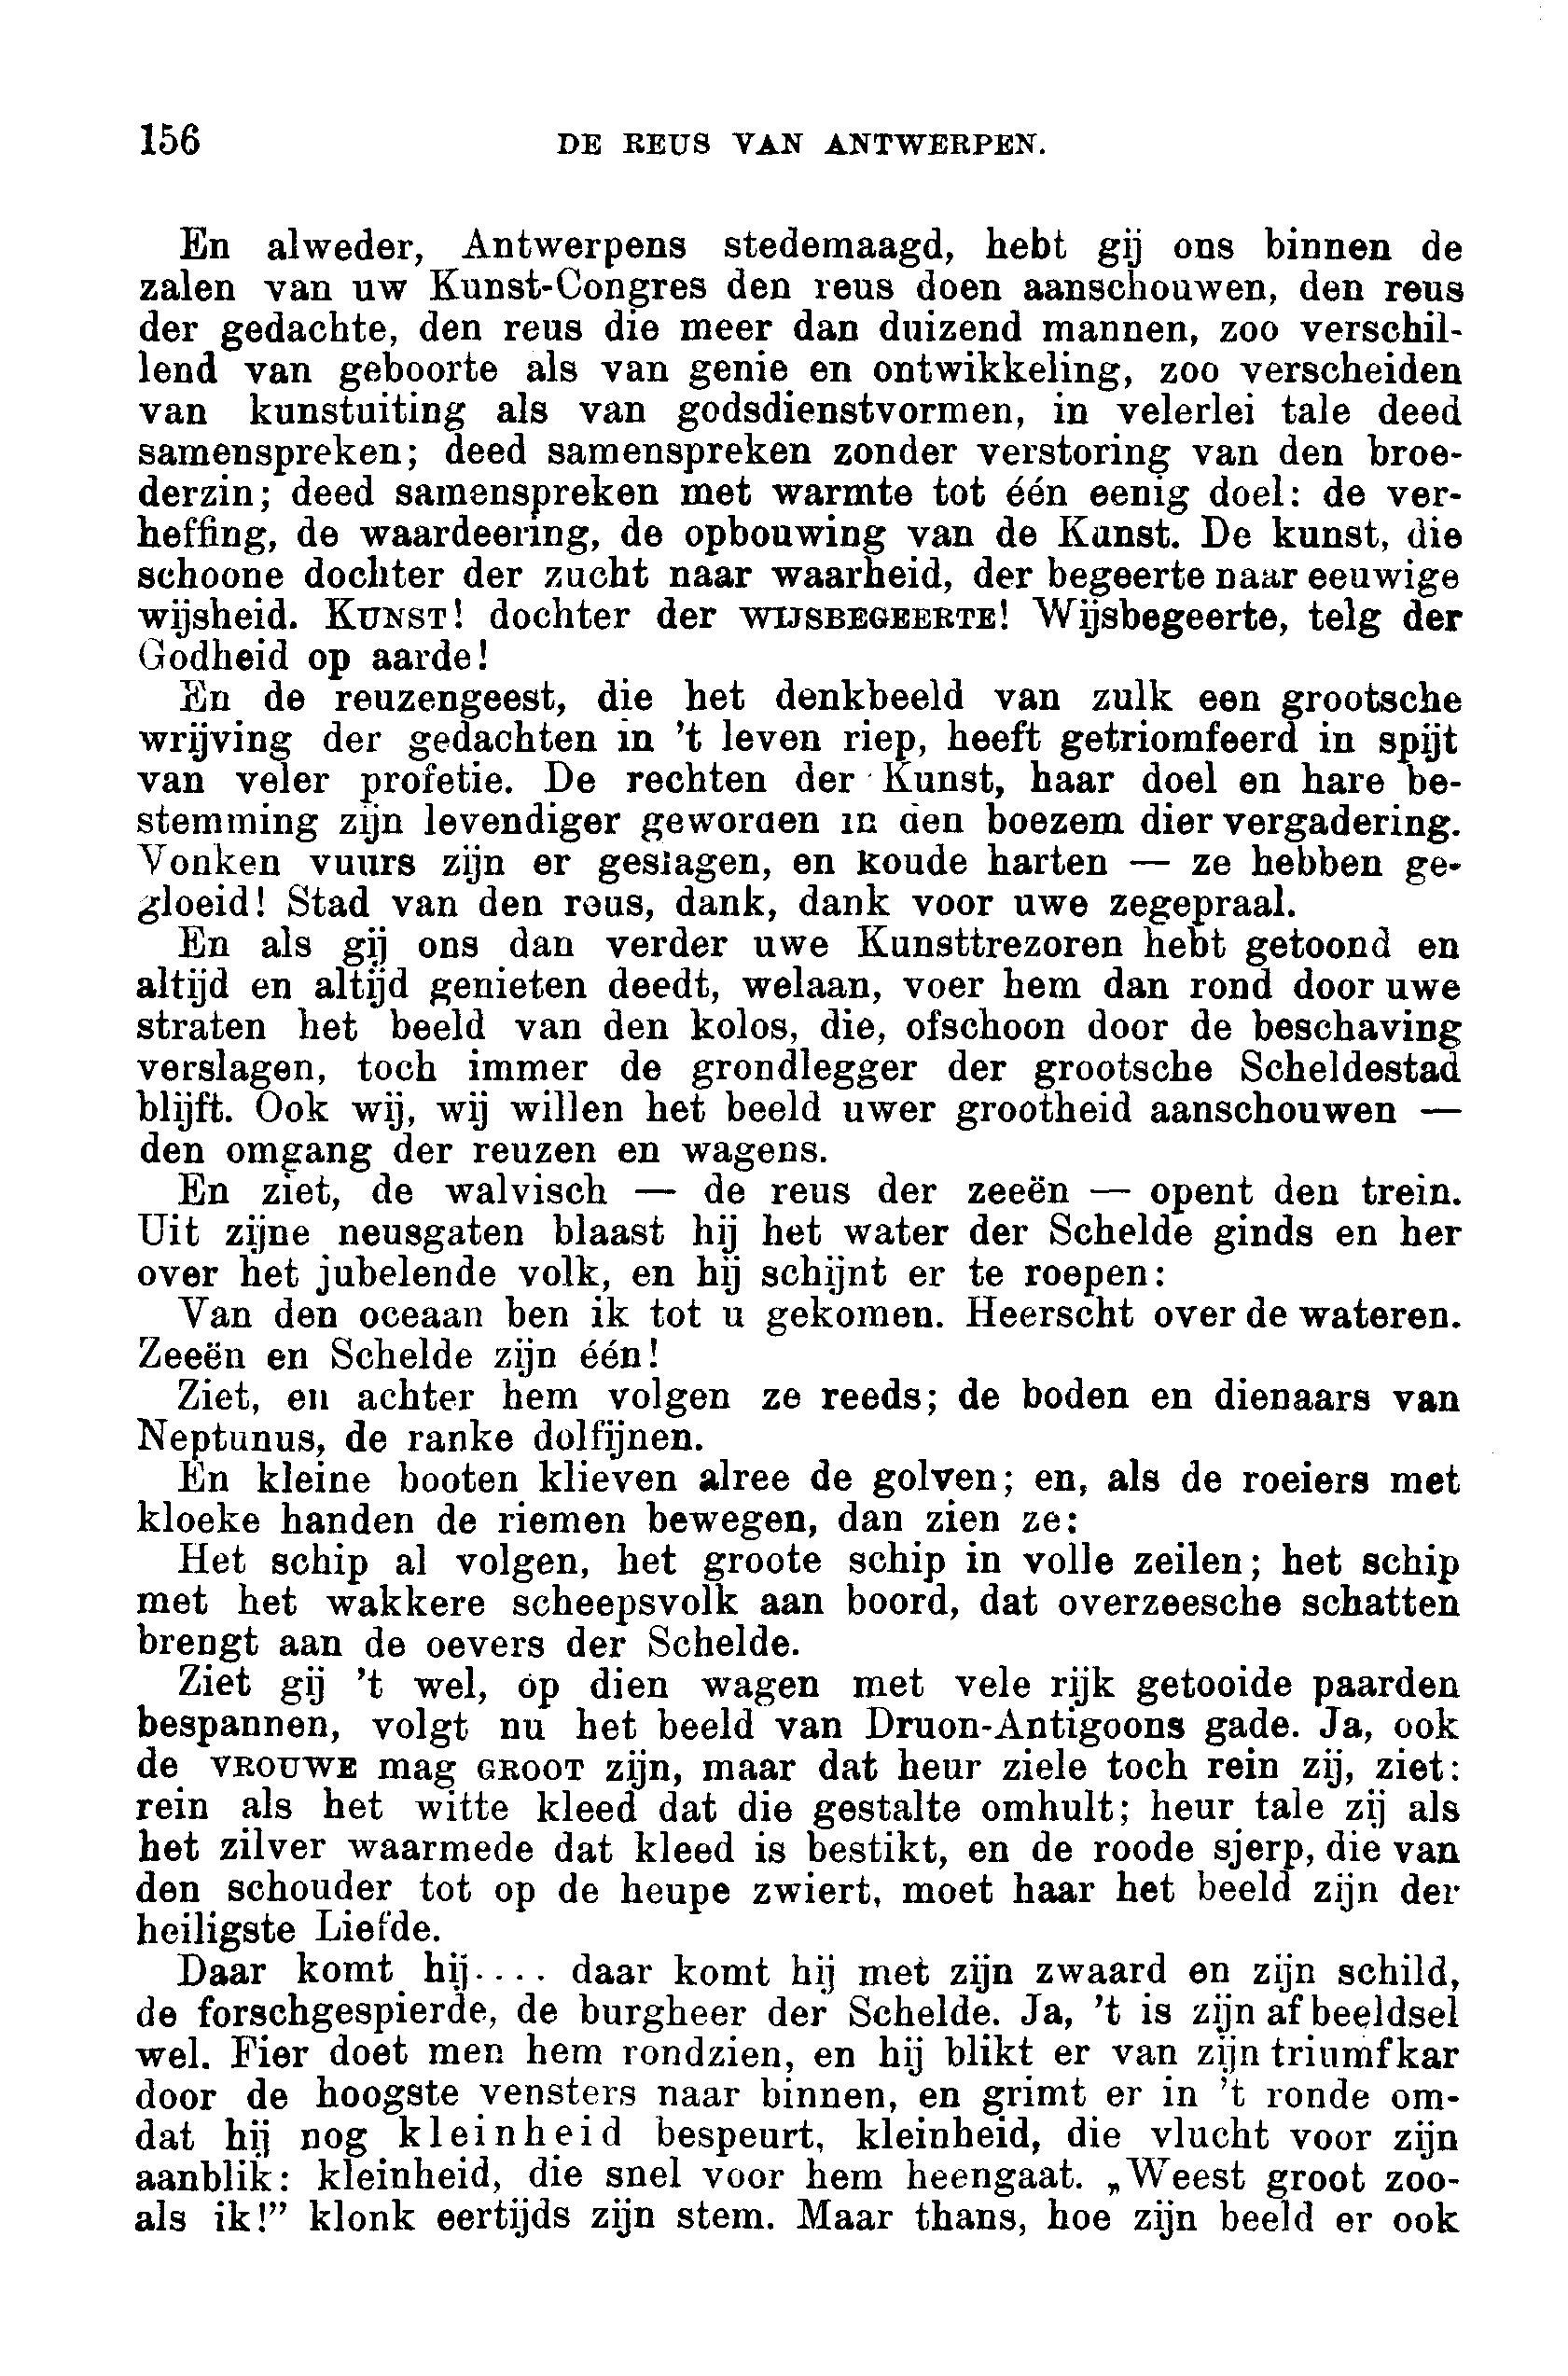 156 DE REUS VAN ANTWERPEN.
En alweder, Antwerpens stedemaagd, hebt gij ons binnen de
zalen van uw Kunst-Congres den reus doen aanschouwen, den reus
der gedachte, den reus die meer dan duizend mannen, zoo verschil-
lend van geboorte als van genie en ontwikkeling, zoo verscheiden
van kunstuiting als van godsdienstvormen, in velerlei tale deed
samenspreken; deed samenspreken zonder verstoring van den broe-
derzin; deed samenspreken met warmte tot één eenig doel: de ver-
heffing, de waardeering, de opbouwing van de Kunst. De kunst, die
schoone dochter der zucht naar waarheid, der begeerte naar eeuwige
wijsheid. KUNST! dochter der WIJSBEGEERTE! Wijsbegeerte, telg der
Godheid op aarde!
En de reuzengeest, die het denkbeeld van zulk een grootsche
wrijving der gedachten in 't leven riep, heeft getriomfeerd in spijt
van veler profetie. De rechten der Kunst, haar doel en hare be-
stemming zijn levendiger geworden in den boezem dier vergadering.
Vonken vuurs zijn er geslagen, en koude harten — ze hebben ge-
gloeid! Stad van den reus, dank, dank voor uwe zegepraal.
En als gij ons dan verder uwe Kunsttrezoren hebt getoond en
altijd en altijd genieten deedt, welaan, voer hem dan rond door uwe
straten het beeld van den kolos, die, ofschoon door de beschaving
verslagen, toch immer de grondlegger der grootsche Scheldestad
blijft. Ook wij, wij willen het beeld uwer grootheid aanschouwen —
den omgang der reuzen en wagens.
En ziet, de walvisch — de reus der zeeën — opent den trein.
Uit zijne neusgaten blaast hij het water der Schelde ginds en her
over het jubelende volk, en hij schijnt er te roepen:
Van den oceaan ben ik tot u gekomen. Heerscht over de wateren.
Zeeën en Schelde zijn één!
Ziet, en achter hem volgen ze reeds; de boden en dienaars van
Neptunus, de ranke dolfijnen.
En kleine booten klieven alree de golven; en, als de roeiers met
kloeke handen de riemen bewegen, dan zien ze:
Het schip al volgen, het groote schip in volle zeilen; het schip
met het wakkere scheepsvolk aan boord, dat overzeesche schatten
brengt aan de oevers der Schelde.
Ziet gij 't wel, op dien wagen met vele rijk getooide paarden
bespannen, volgt nu het beeld van Druon-Antigoons gade. Ja, ook
de VROUWE mag GROOT zijn, maar dat heur ziele toch rein zij, ziet:
rein als het witte kleed dat die gestalte omhult; heur tale zij als
het zilver waarmede dat kleed is bestikt, en de roode sjerp, die van
den schouder tot op de heupe zwiert, moet haar het beeld zijn der
heiligste Liefde.
Daar komt hij.... daar komt hij met zijn zwaard en zijn schild,
de forschgespierde, de burgheer der Schelde. Ja, 't is zijn afbeeldsel
wel. Fier doet men hem rondzien, en hij blikt er van zijn triumfkar
door de hoogste vensters naar binnen, en grimt er in 't ronde om-
dat hij nog kleinheid bespeurt, kleinheid, die vlucht voor zijn
aanblik: kleinheid, die snel voor hem heengaat. „Weest groot zoo-
als ik!” klonk eertijds zijn stem. Maar thans, hoe zijn beeld er ook